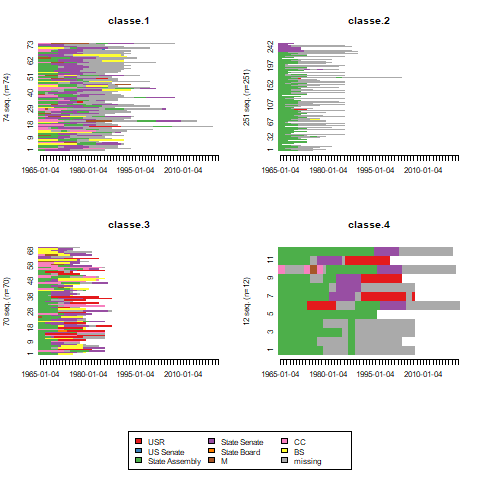 classe.1
74 seq. (n=74)
1 9 18 29 40 51 62 73
1965-01-04 1980-01-04 1995-01-04 2010-01-04
classe.2
251 seq. (n=251)
1 32 67 107 152 197 242
1965-01-04 1980-01-04 1995-01-04 2010-01-04
classe.3
70 seq. (n=70)
1 9 18 28 38 48 58 68
1965-01-04 1980-01-04 1995-01-04 2010-01-04
classe.4
12 seq. (n=12)
1 3 5 7 9 11
1965-01-04 1980-01-04 1995-01-04 2010-01-04
USR State Senate CC
US Senate State Board BS
State Assembly M missing